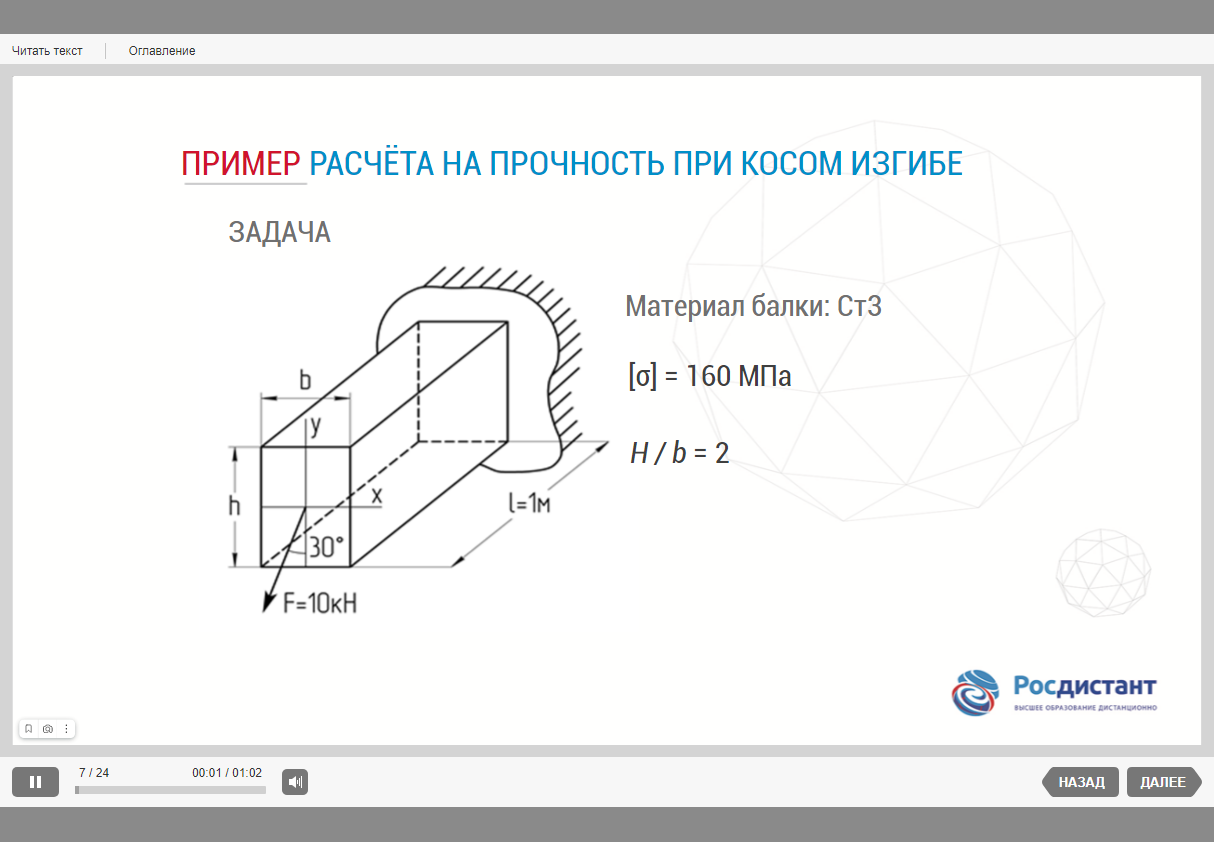 Читать текст
Оглавление
ПРИМЕР РАСЧЁТА НА ПРОЧНОСТЬ ПРИ КОСОМ ИЗГИБЕ
ЗАДАЧА
Материал балки: Ст3
[σ] = 160 МПа
H / b = 2
b
y
h
x
l=1м
30°
F=10кН
Росдистант
ВЫСШЕЕ ОБРАЗОВАНИЕ ДИСТАНЦИОННО
7 / 24
00:01 / 01:02
НАЗАД
ДАЛЕЕ